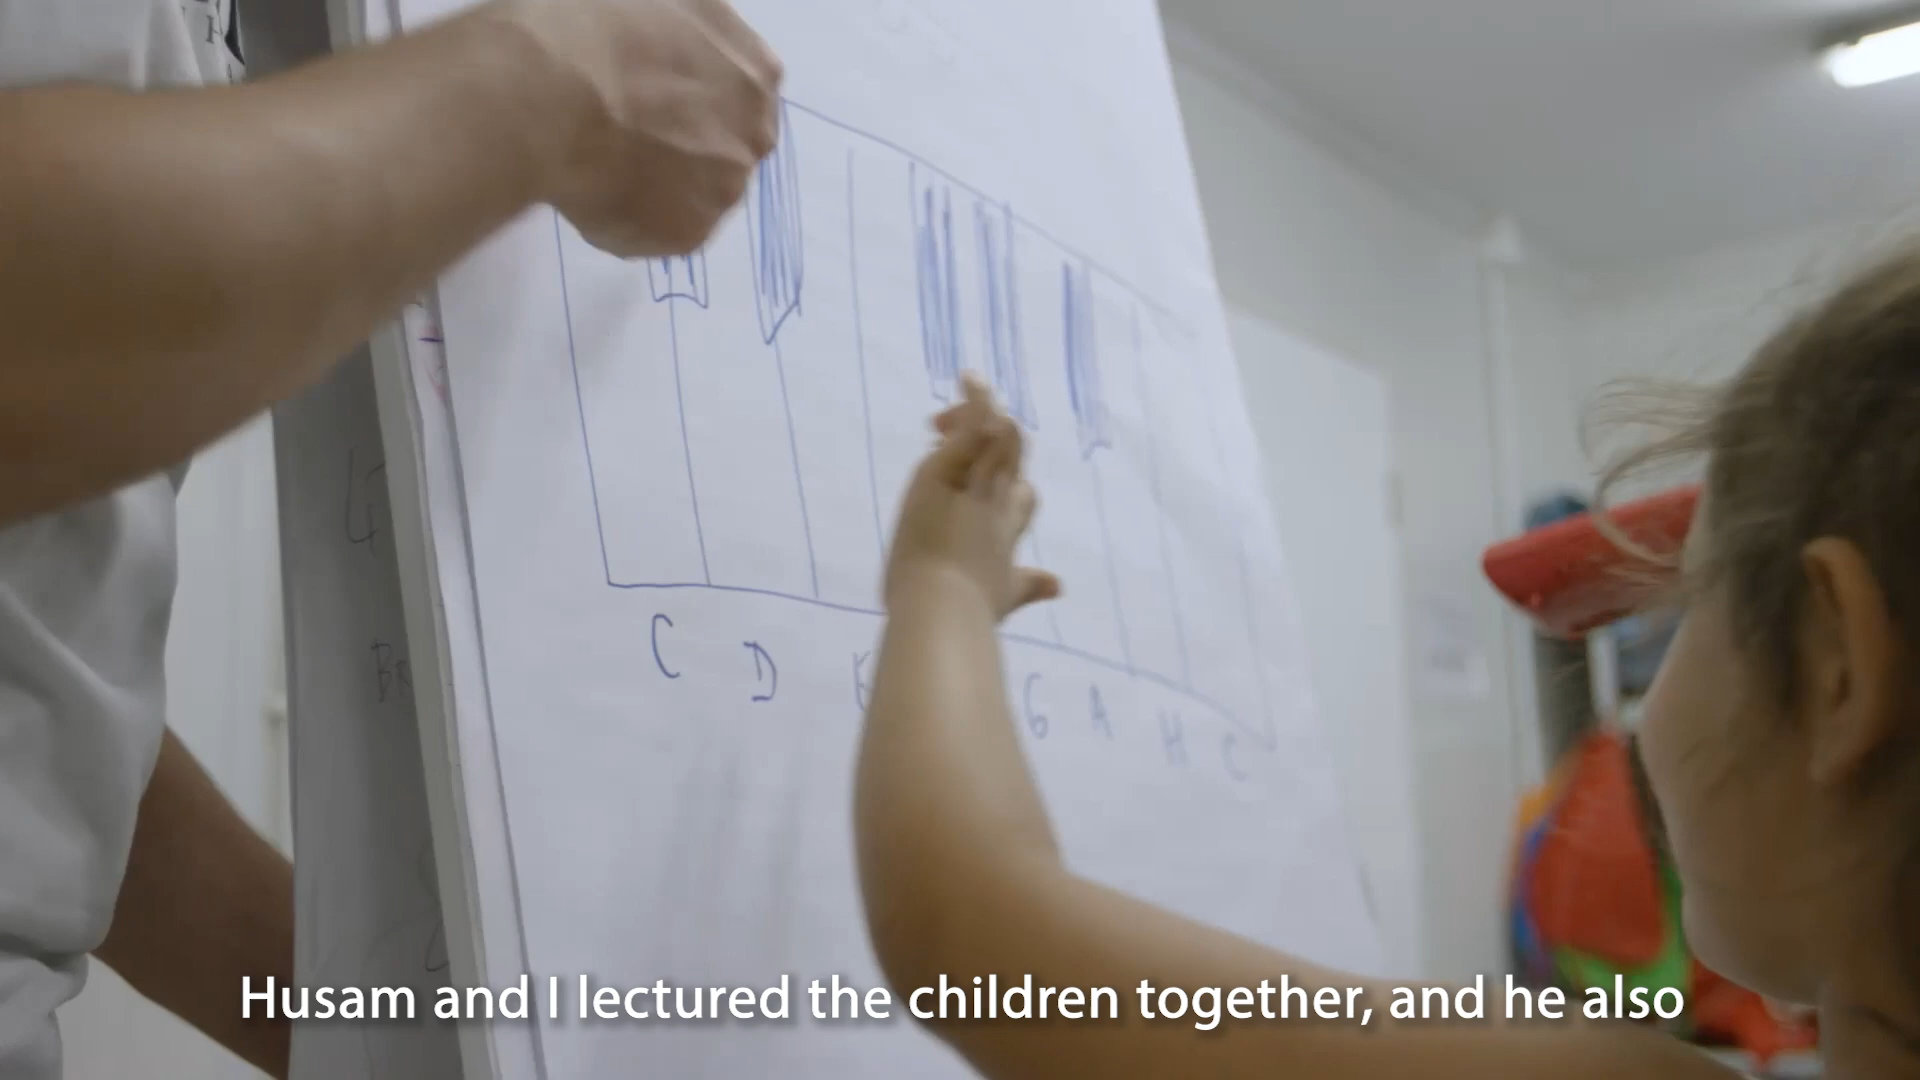 C D E G A H C
Husam and I lectured the children together, and he also